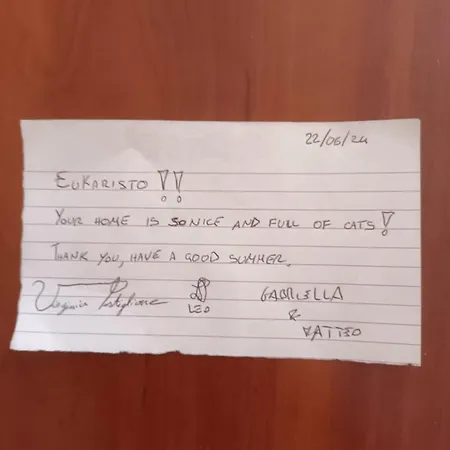 22/06/24
EUKARISTO !!
YOUR HOME IS SO NICE AND FULL OF CATS!
THANK YOU, HAVE A GOOD SUMMER.
Virginia
LEO
GABRIELLA
&
MATTEO